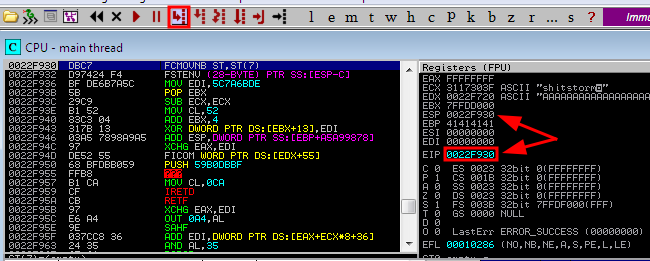 l e m t w h c p k b z r ... s ? Immu
C CPU - main thread
0022F930 DBC7 FCMOVNB ST,ST(7)
0022F932 D97424 F4 FSTENV (28-BYTE) PTR SS:[ESP-C]
0022F936 BF DE6B7A5C MOV EDI,5C7A6BDE
0022F93B 5B POP EBX
0022F93C 29C9 SUB ECX,ECX
0022F93E B1 52 MOV CL,52
0022F940 83C3 04 ADD EBX,4
0022F943 317B 13 XOR DWORD PTR DS:[EBX+13],EDI
0022F946 03A5 7898A9A5 ADD ESP,DWORD PTR SS:[EBP+A5A99878]
0022F94C 97 XCHG EAX,EDI
0022F94D DE52 55 FICOM WORD PTR DS:[EDX+55]
0022F950 68 BFDBB059 PUSH 59B0DBBF
0022F955 FFB8 ???
0022F957 B1 CA MOV CL,0CA
0022F959 CF IRETD
0022F95A CB RETF
0022F95B 97 XCHG EAX,EDI
0022F95C E6 A4 OUT 0A4,AL
0022F95E 9E SAHF
0022F95F 037CC8 36 ADD EDI,DWORD PTR DS:[EAX+ECX*8+36]
0022F963 24 35 AND AL,35
Registers (FPU)
EAX FFFFFFFF
ECX 3117303F ASCII "shitstorm
EDX 0022F720 ASCII "AAAAAAAAAAAAAAAAAAAAAAA
EBX 7FFDD000
ESP 0022F930
EBP 41414141
ESI 00000000
EDI 00000000
EIP 0022F930
C 0 ES 0023 32bit 0(FFFFFFFF)
P 1 CS 001B 32bit 0(FFFFFFFF)
A 0 SS 0023 32bit 0(FFFFFFFF)
Z 0 DS 0023 32bit 0(FFFFFFFF)
S 1 FS 003B 32bit 7FFDF000(FFF)
T 0 GS 0000 NULL
D 0
O 0 LastErr ERROR_SUCCESS (00000000)
EFL 00010286 (NO,NB,NE,A,S,PE,L,LE)